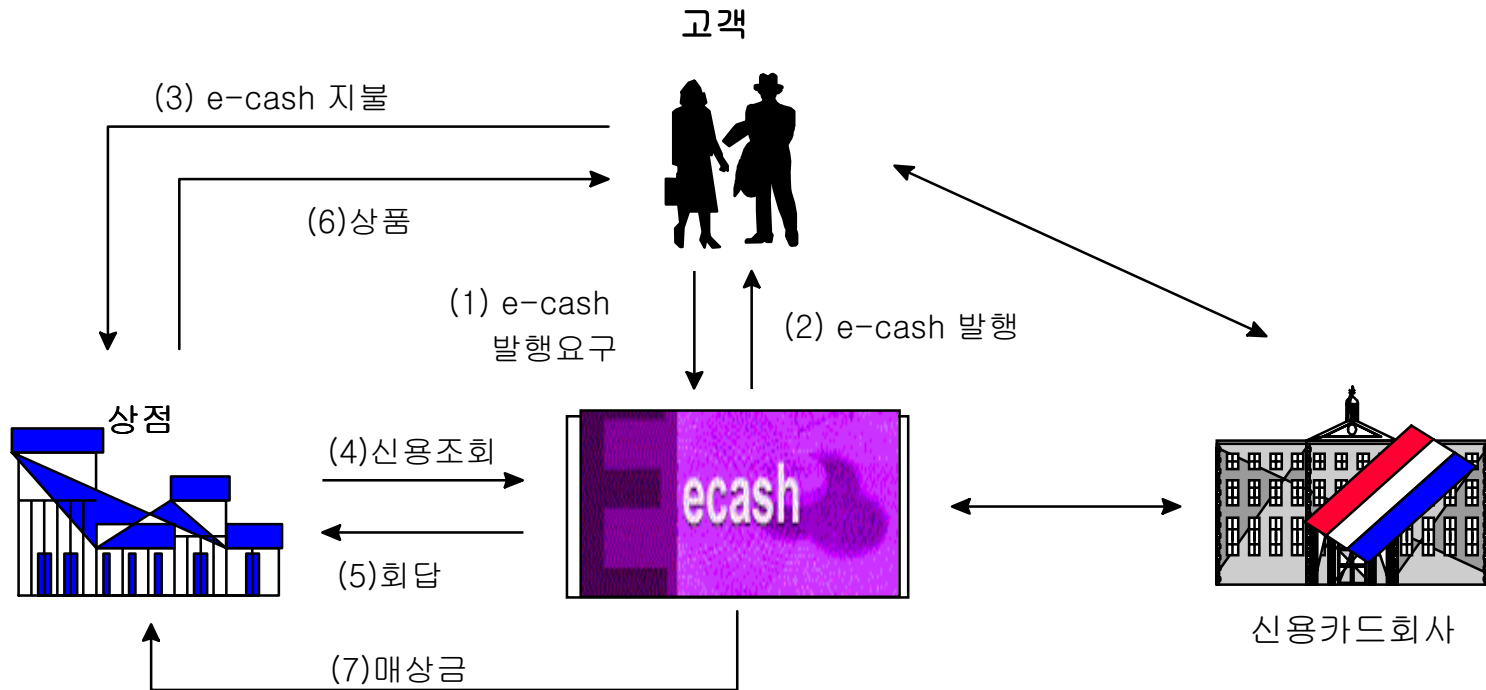 고객
(3) e-cash 지불
(6)상품
(1) e-cash
발행요구
(2) e-cash 발행
상점
(4)신용조회
ecash
(5)회답
신용카드회사
(7)매상금